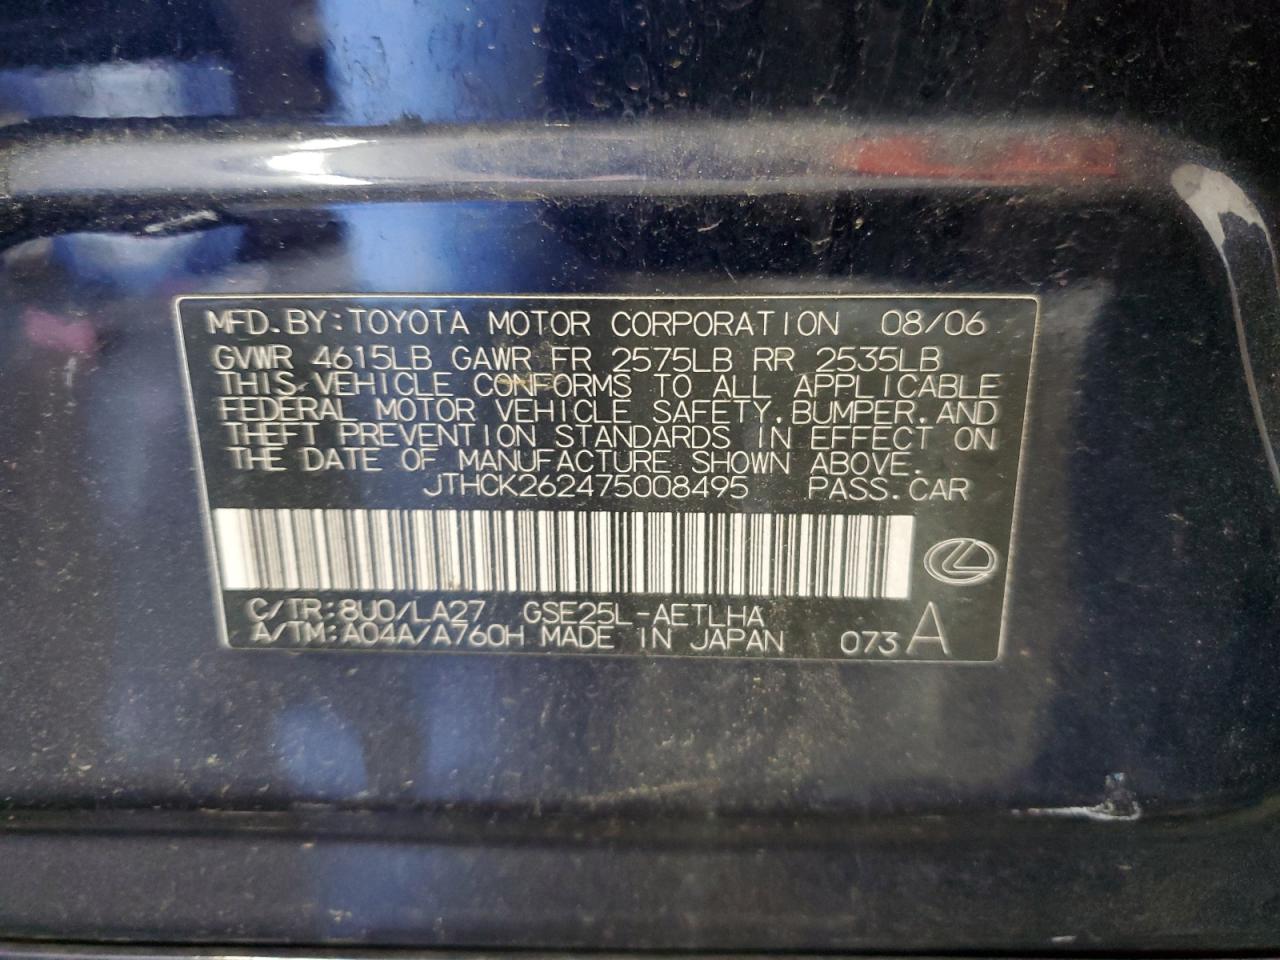 MFD.BY:TOYOTA MOTOR CORPORATION 08/06
GVWR 4615LB GAWR FR 2575LB RR 2535LB
THIS VEHICLE CONFORMS TO ALL APPLICABLE
FEDERAL MOTOR VEHICLE SAFETY,BUMPER,AND
THEFT PREVENTION STANDARDS IN EFFECT ON
THE DATE OF MANUFACTURE SHOWN ABOVE.
JTHCK262475008495 PASS.CAR
C/TR:8U0/LA27 GSE25L-AETLHA
A/TM:A04A/A760H MADE IN JAPAN 073A